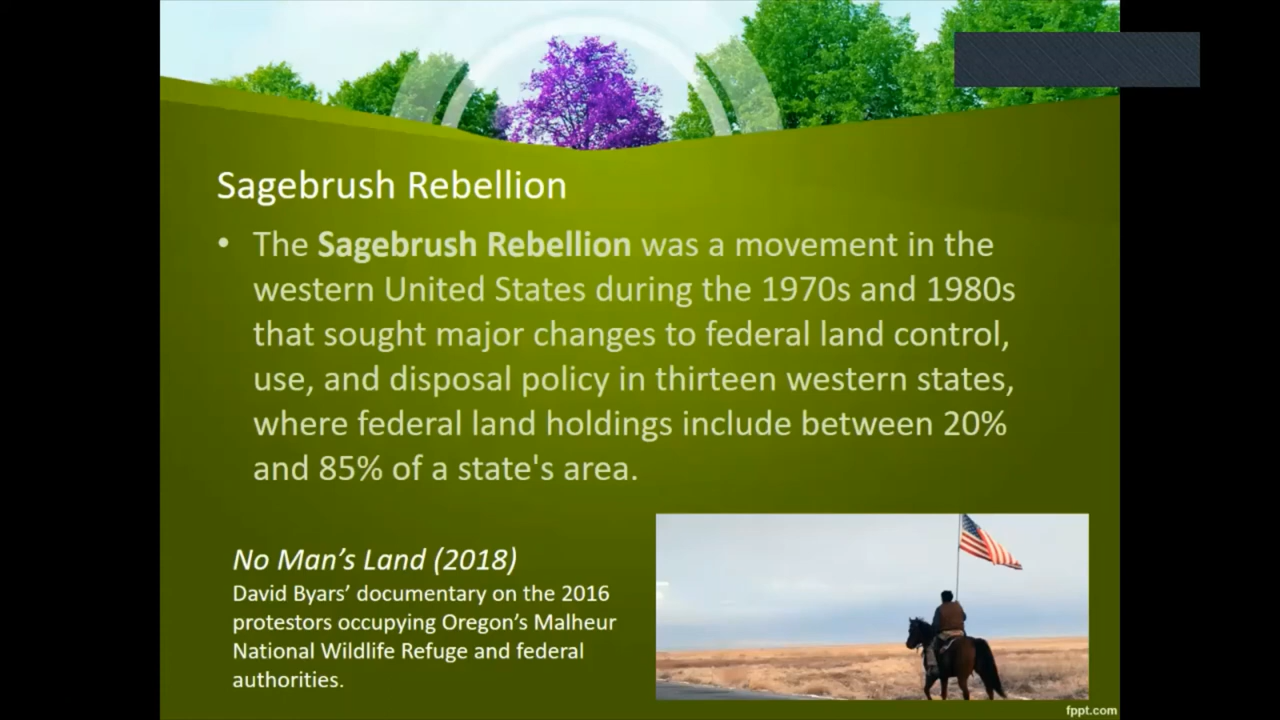 Sagebrush Rebellion
• The Sagebrush Rebellion was a movement in the
western United States during the 1970s and 1980s
that sought major changes to federal land control,
use, and disposal policy in thirteen western states,
where federal land holdings include between 20%
and 85% of a state's area.
No Man’s Land (2018)
David Byars’ documentary on the 2016
protestors occupying Oregon’s Malheur
National Wildlife Refuge and federal
authorities.
fppt.com